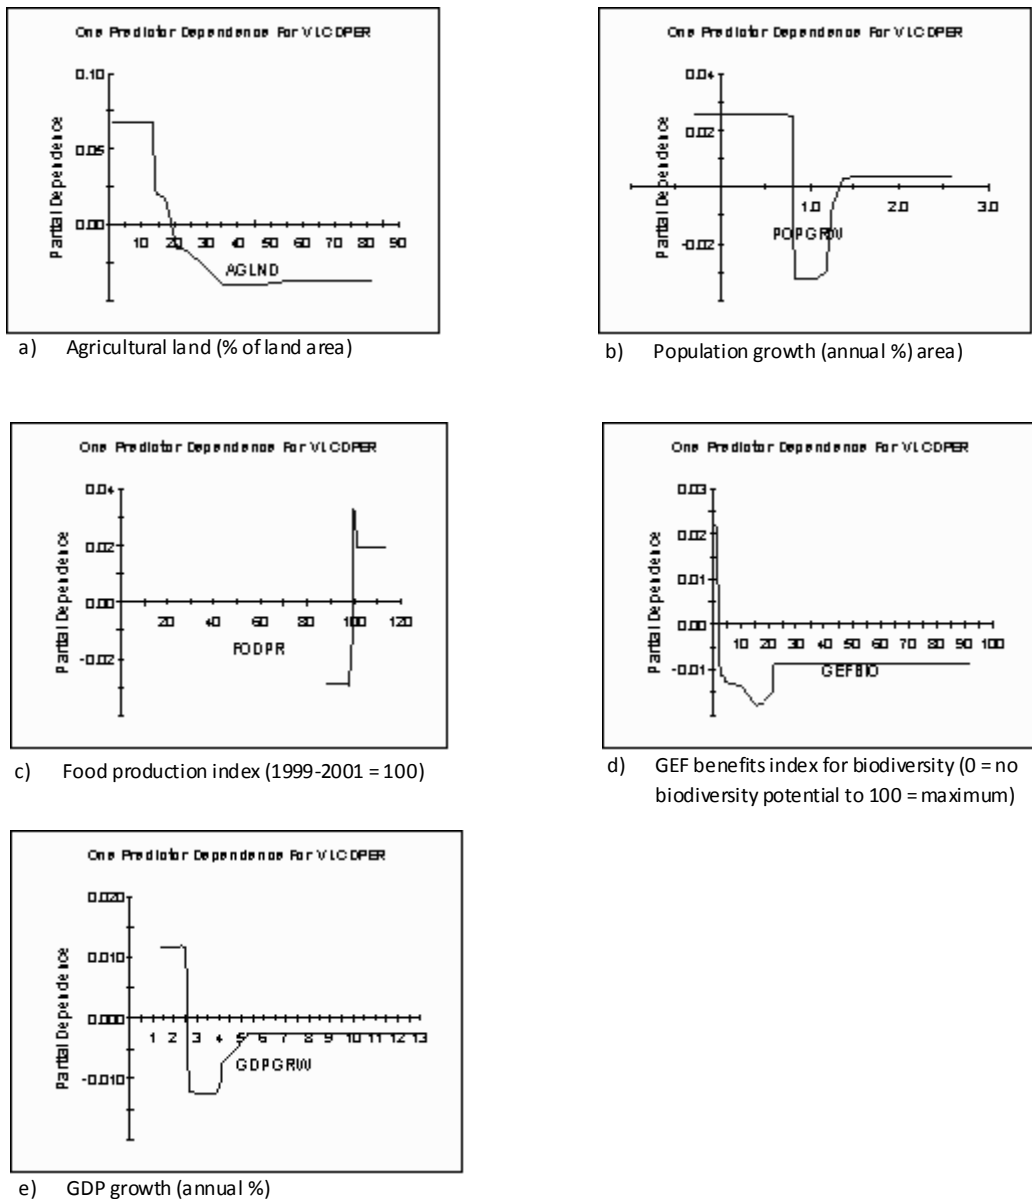 One Predictor Dependence For VLCDPER
0.10
0.05
0.00
10 20 30 40 50 60 70 80 90
AGLND
Partial Dependence
a) Agricultural land (% of land area)
One Predictor Dependence For VLCDPER
0.04
0.02
1.0 2.0 3.0
-0.02
POPGRW
Partial Dependence
b) Population growth (annual %) area)
One Predictor Dependence For VLCDPER
0.04
0.02
0.00
20 40 60 80 100 120
FODPR
-0.02
Partial Dependence
c) Food production index (1999-2001 = 100)
One Predictor Dependence For VLCDPER
0.03
0.02
0.01
0.00
10 20 30 40 50 60 70 80 90 100
-0.01
GEFBIO
Partial Dependence
d) GEF benefits index for biodiversity (0 = no
biodiversity potential to 100 = maximum)
One Predictor Dependence For VLCDPER
0.020
0.010
0.000
1 2 3 4 5 6 7 8 9 10 11 12 13
GDPGRW
-0.010
Partial Dependence
e) GDP growth (annual %)